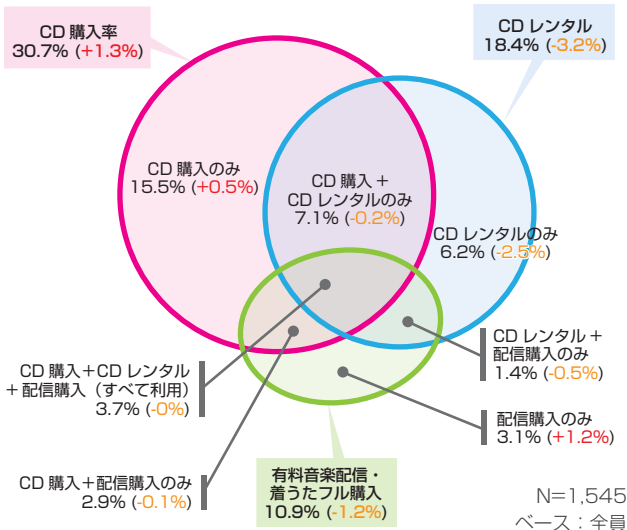 CD 購入率
30.7% (+1.3%)
CD レンタル
18.4% (-3.2%)
CD 購入のみ
15.5% (+0.5%)
CD 購入＋
CD レンタルのみ
7.1% (-0.2%)
CD レンタルのみ
6.2% (-2.5%)
CD レンタル＋
配信購入のみ
1.4% (-0.5%)
CD 購入＋CD レンタル
＋配信購入（すべて利用）
3.7% (-0%)
配信購入のみ
3.1% (+1.2%)
CD 購入＋配信購入のみ
2.9% (-0.1%)
有料音楽配信・
着うたフル購入
10.9% (-1.2%)
N=1,545
ベース：全員